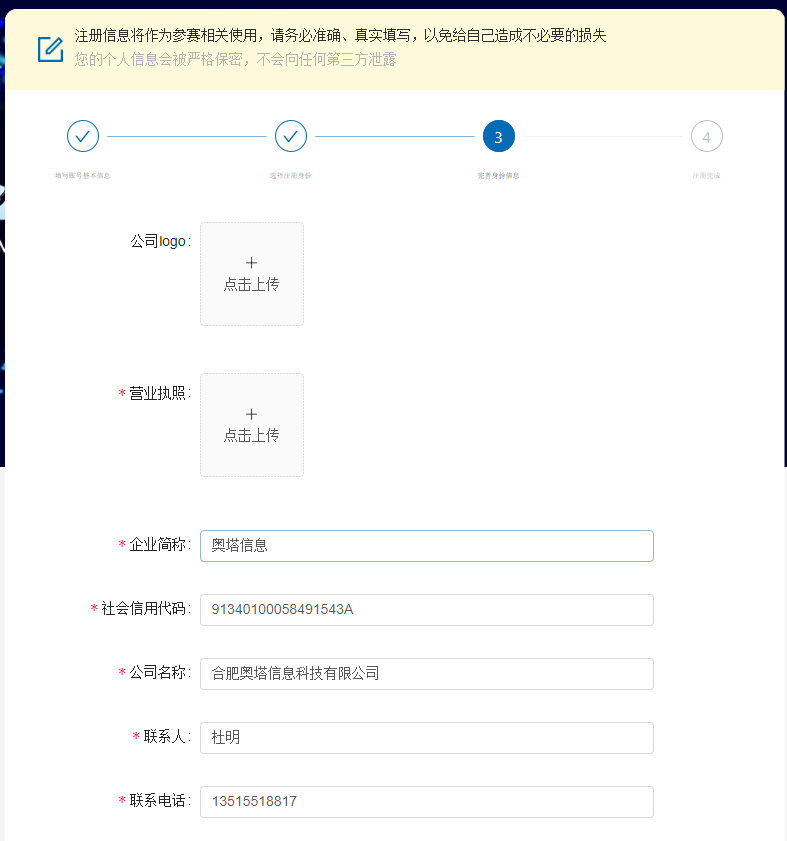 注册信息将作为参赛相关使用，请务必准确、真实填写，以免给自己造成不必要的损失
您的个人信息会被严格保密，不会向任何第三方泄露
3
4
填写账号基本信息
选择注册身份
完善身份信息
注册完成
公司logo:
+
点击上传
* 营业执照:
+
点击上传
* 企业简称:
奥塔信息
* 社会信用代码:
91340100058491543A
* 公司名称:
合肥奥塔信息科技有限公司
* 联系人:
杜明
* 联系电话:
13515518817